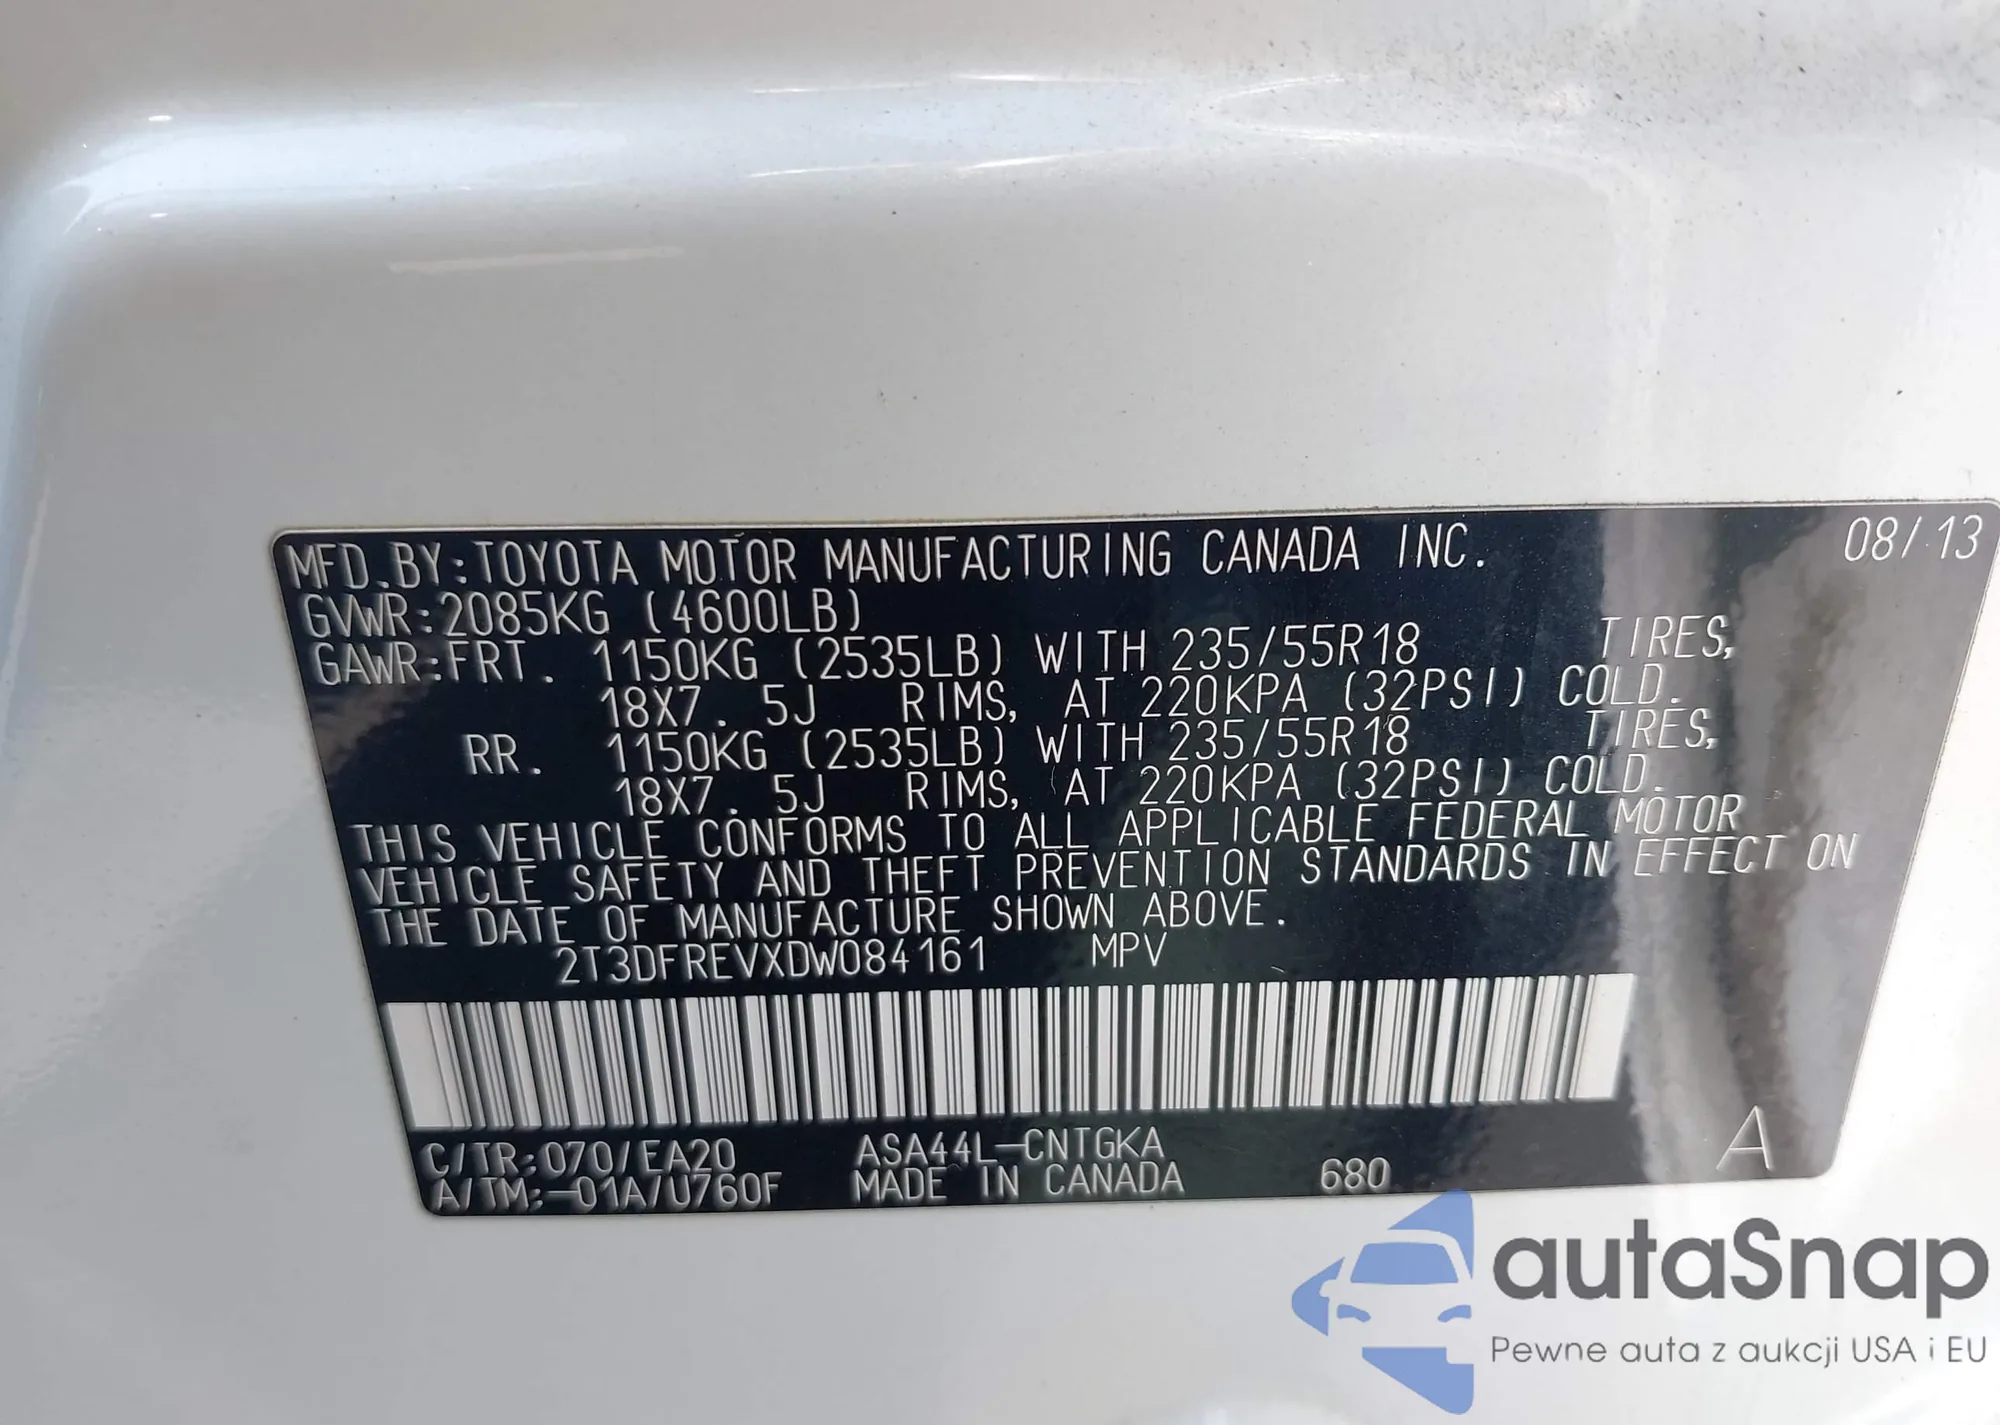 MFD.BY:TOYOTA MOTOR MANUFACTURING CANADA INC. 08/13
GVWR:2085KG (4600LB)
GAWR:FRT. 1150KG (2535LB) WITH 235/55R18 TIRES,
18X7.5J RIMS, AT 220KPA (32PSI) COLD.
RR. 1150KG (2535LB) WITH 235/55R18 TIRES,
18X7.5J RIMS, AT 220KPA (32PSI) COLD.
THIS VEHICLE CONFORMS TO ALL APPLICABLE FEDERAL MOTOR
VEHICLE SAFETY AND THEFT PREVENTION STANDARDS IN EFFECT ON
THE DATE OF MANUFACTURE SHOWN ABOVE.
2T3DFREVXDW084161 MPV
C/TR:070/EA20 ASA44L-CNTGKA A
A/TM:-01A/U760F MADE IN CANADA 680
autaSnap
Pewne auta z aukcji USA i EU